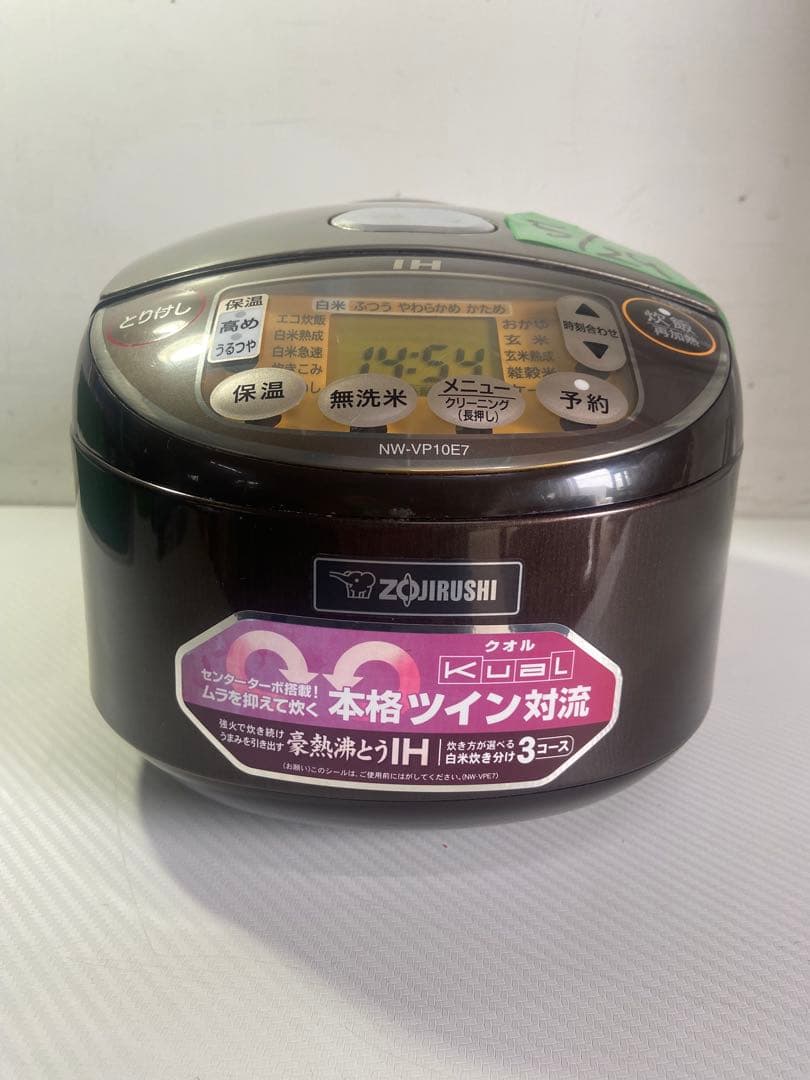 IH
とりけし
保温
高め
うるつや
白米 ふつう やわらかめ かため
エコ炊飯
白米熟成
白米急速
炊きこみ
14:54
おかゆ
玄米
玄米熟成
雑穀米
時刻合わせ
炊飯
再加熱
保温
無洗米
メニュー
クリーニング
(長押し)
予約
NW-VP10E7
ZOJIRUSHI
クオル
KuaL
センターターボ搭載!
ムラを抑えて炊く
本格ツイン対流
強火で炊き続け
うまみを引き出す
豪熱沸とうIH
炊き方が選べる
白米炊き分け
3コース
(お願い)このシールは、ご使用前にはがしてください。(NW-VPE7)